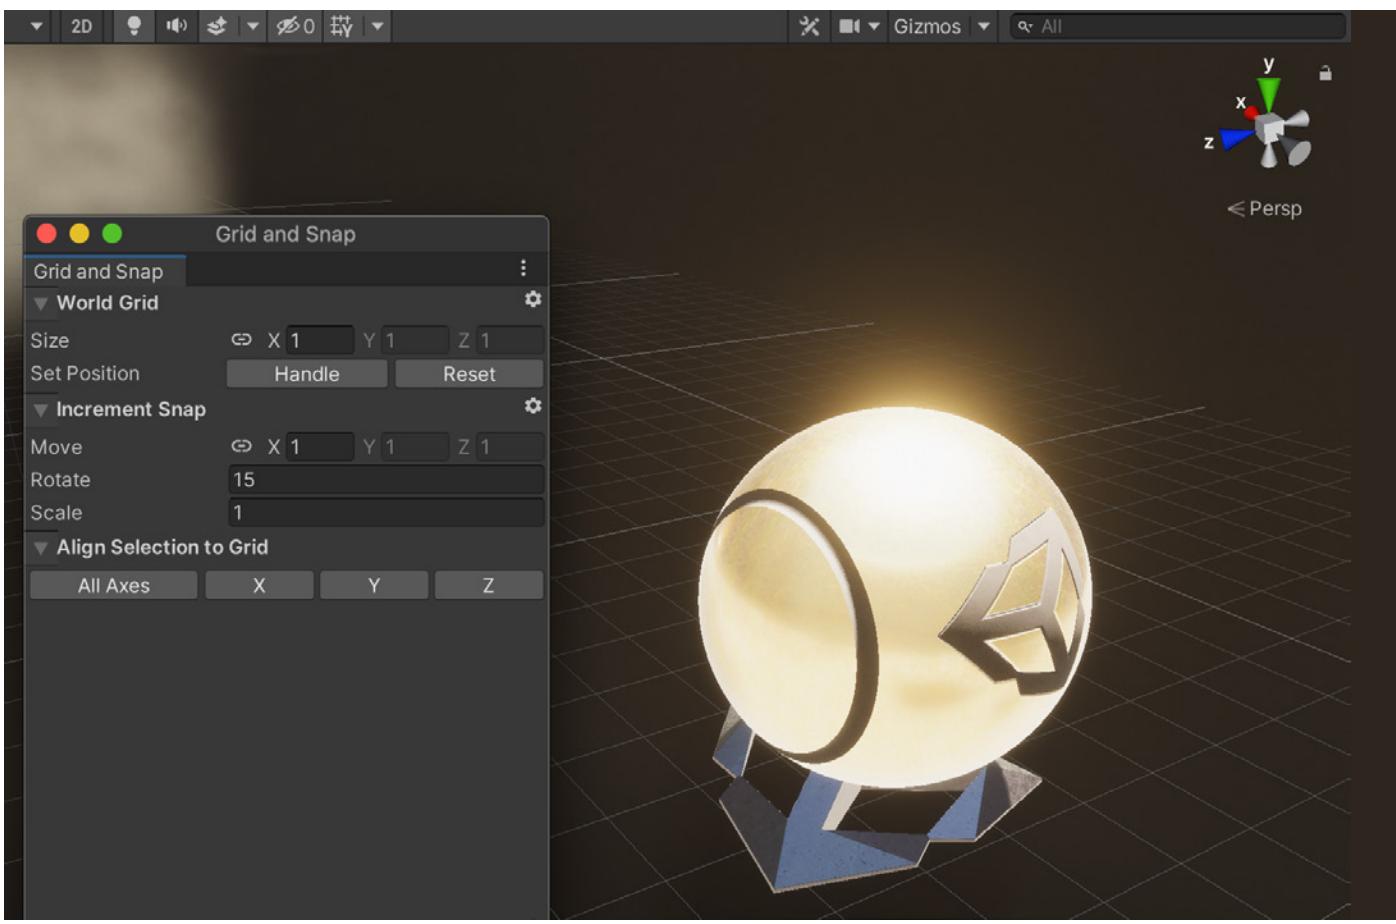 2D 0 Gizmos All
y
x
z
Persp
Grid and Snap
Grid and Snap
World Grid
Size X 1 Y 1 Z 1
Set Position Handle Reset
Increment Snap
Move X 1 Y 1 Z 1
Rotate 15
Scale 1
Align Selection to Grid
All Axes X Y Z